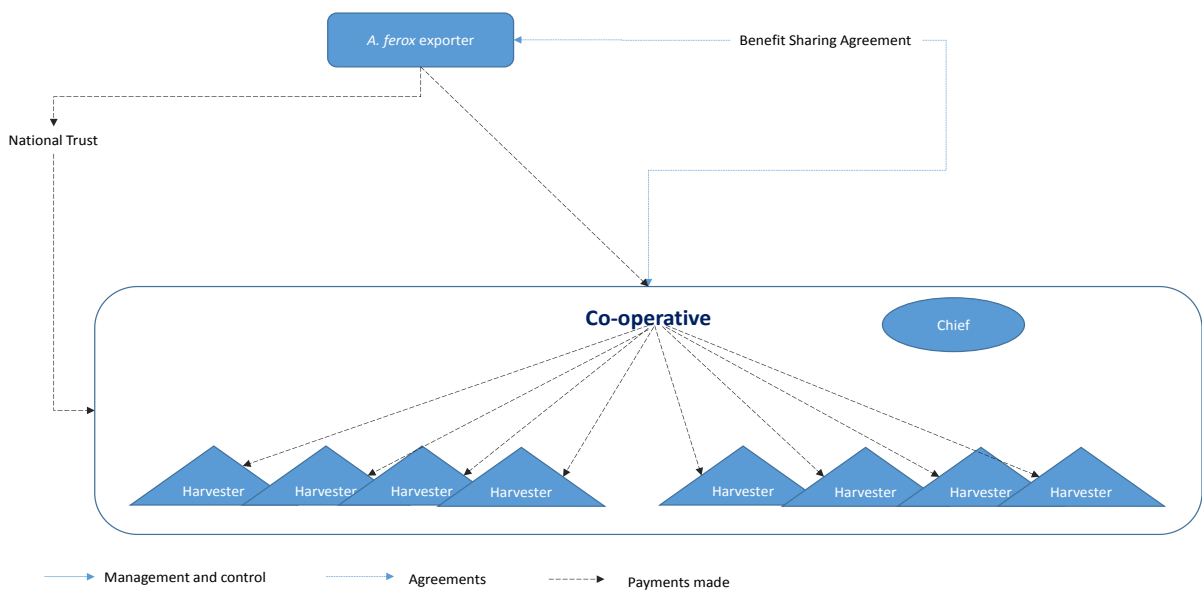 A. ferox exporter
Benefit Sharing Agreement
National Trust
Co-operative
Chief
Harvester
Harvester
Harvester
Harvester
Harvester
Harvester
Harvester
Harvester
Management and control
Agreements
Payments made